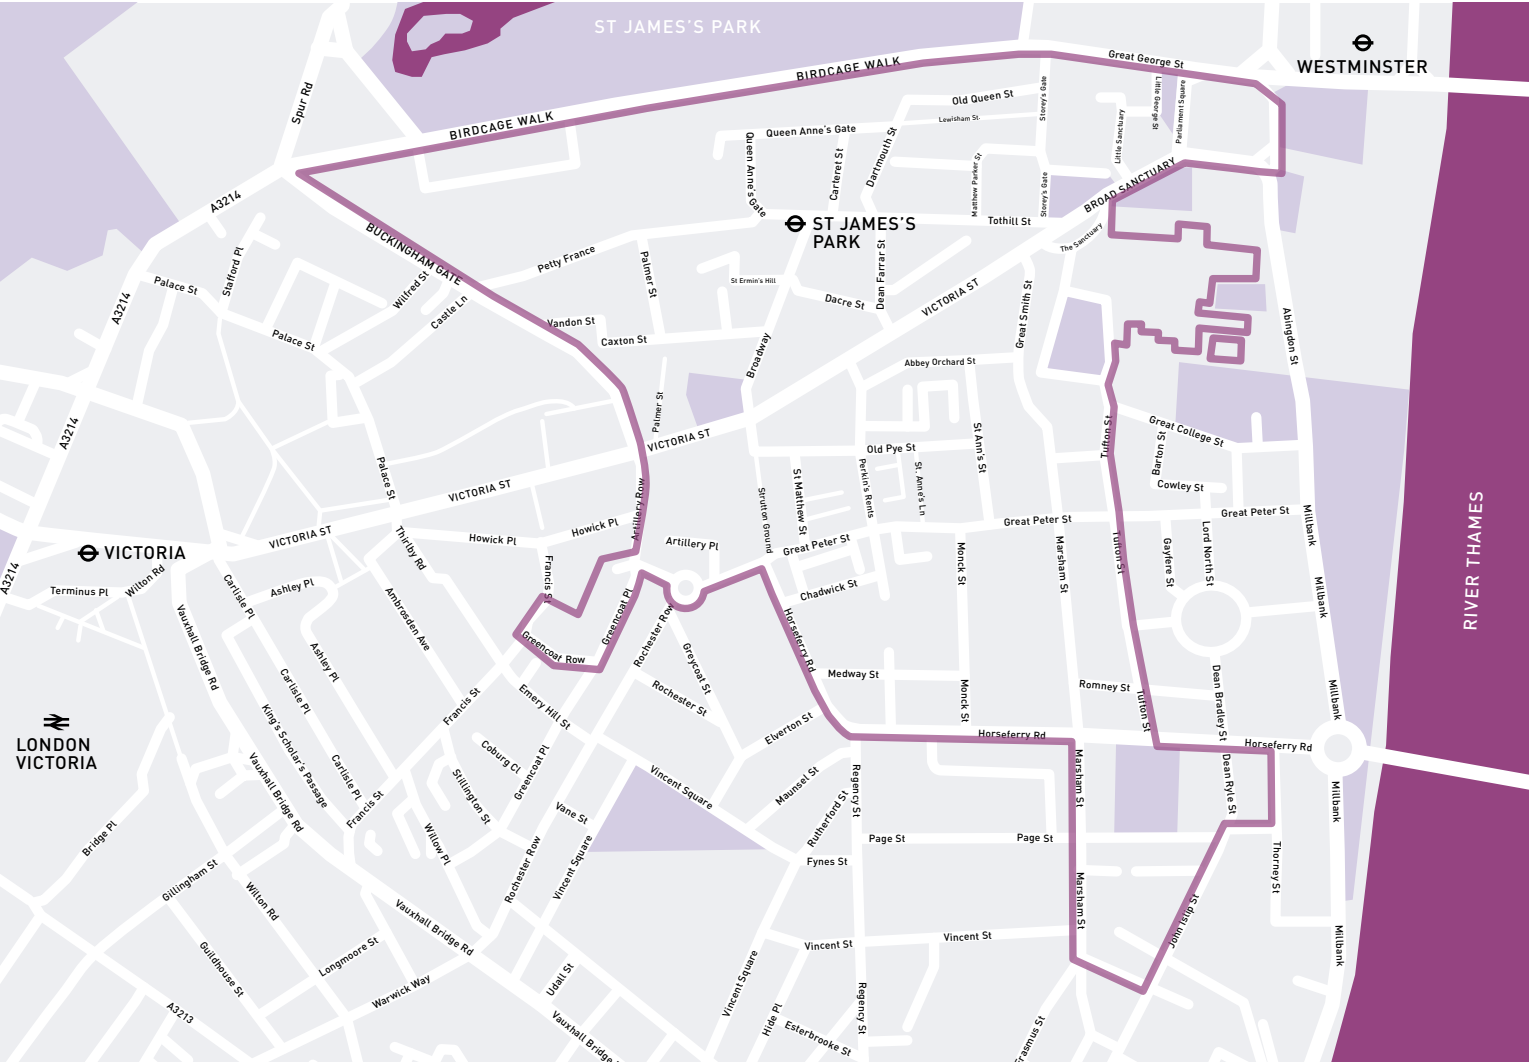 ST JAMES'S PARK
WESTMINSTER
Great George St
BIRDCAGE WALK
BIRDCAGE WALK
Spur Rd
Old Queen St
Lewisham St.
Storey's Gate
Little George St
Parliament Square
Little Sanctuary
Queen Anne's Gate
Queen Anne's Gate
Carteret St
Dartmouth St
Matthew Parker St
Storey's Gate
BROAD SANCTUARY
A3214
BUCKINGHAM GATE
ST JAMES'S
PARK
Tothill St
The Sanctuary
Stafford Pl
Petty France
Palmer St
St Ermin's Hill
Dean Farrar St
Dacre St
VICTORIA ST
Great Smith St
Palace St
Wilfred St
Castle Ln
A3214
Vandon St
Caxton St
Palace St
Broadway
Abbey Orchard St
Abingdon St
Palmer St
VICTORIA ST
A3214
Old Pye St
St Ann's St
Tufton St
Great College St
Barton St
Cowley St
Palace St
VICTORIA ST
Artillery Row
Strutton Ground
St Matthew St
Perkin's Rents
St. Anne's Ln
Great Peter St
Great Peter St
Millbank
RIVER THAMES
VICTORIA
VICTORIA ST
Thirlby Rd
Howick Pl
Howick Pl
Artillery Pl
Great Peter St
Monck St
Marsham St
Tufton St
Gayfere St
Lord North St
A3214
Terminus Pl
Wilton Rd
Carlisle Pl
Ashley Pl
Francis St
Greencoat Pl
Chadwick St
Milbank
Vauxhall Bridge Rd
Ambrosden Ave
Greencoat Row
Rochester Row
Greycoat St
Horseferry Rd
Ashley Pl
Carlisle Pl
Medway St
Monck St
Romney St
Tufton St
Dean Bradley St
Millbank
Emery Hill St
Rochester St
Francis St
LONDON
VICTORIA
King's Scholar's Passage
Elverton St
Horseferry Rd
Horseferry Rd
Vauxhall Bridge Rd
Carlisle Pl
Coburg Cl
Greencoat Pl
Stillington St
Vincent Square
Maunsel St
Regency St
Marsham St
Dean Ryle St
Millbank
Francis St
Vane St
Rutherford St
Bridge Pl
Willow Pl
Page St
Page St
Vincent Square
Fynes St
Rochester Row
Gillingham St
Wilton Rd
Marsham St
Thorney St
John Islip St
Vauxhall Bridge Rd
Vincent St
Vincent St
Millbank
Guildhouse St
Longmoore St
Warwick Way
Udall St
Vincent Square
Regency St
A3213
Hide Pl
Esterbrooke St
Vauxhall Bridge
Erasmus St